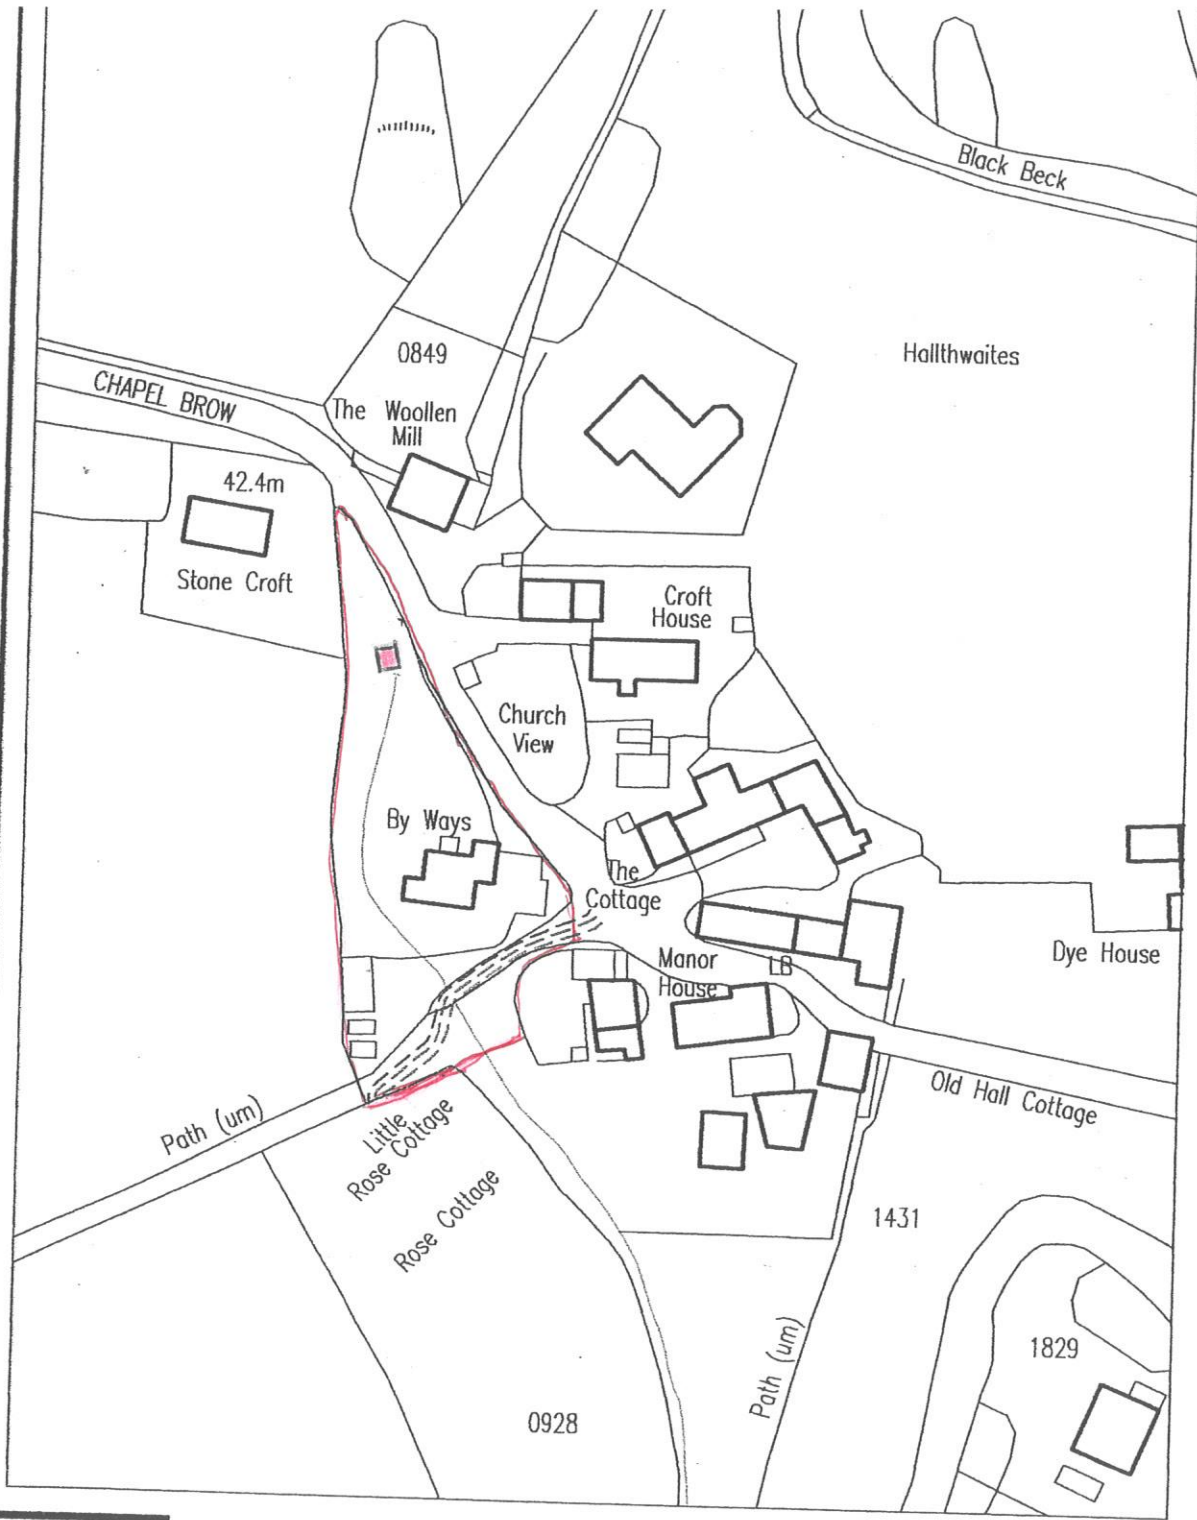 Black Beck
Hallthwaites
0849
CHAPEL BROW
The Woollen
Mill
42.4m
Stone Croft
Croft
House
Church
View
By Ways
The
Cottage
Manor
House
LB
Dye House
Old Hall Cottage
Path (um)
Little
Rose Cottage
Rose Cottage
1431
Path (um)
1829
0928